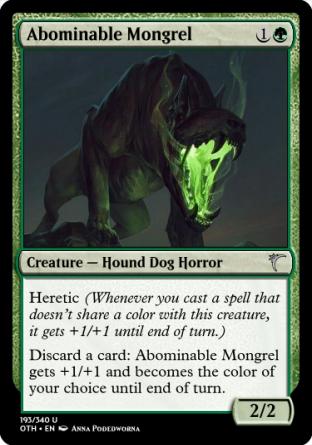 Abominable Mongrel 1
Creature — Hound Dog Horror
Heretic (Whenever you cast a spell that
doesn't share a color with this creature,
it gets +1/+1 until end of turn.)
Discard a card: Abominable Mongrel
gets +1/+1 and becomes the color of
your choice until end of turn.
193/340 U
OTH • EN Anna Podedworna
2/2